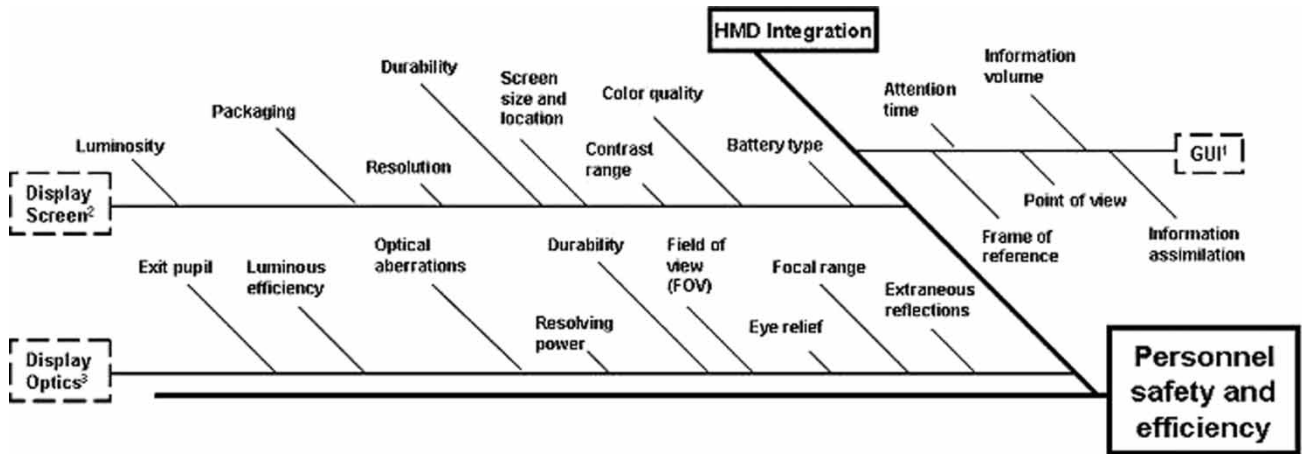 HMD Integration
Information
volume
Durability
Screen
size and
location
Color quality
Attention
time
Packaging
Luminosity
Resolution
Contrast
range
Battery type
GUI¹
Display
Screen²
Point of view
Frame of
reference
Information
assimilation
Exit pupil
Luminous
efficiency
Optical
aberrations
Durability
Field of
view
(FOV)
Focal range
Extraneous
reflections
Resolving
power
Eye relief
Display
Optics³
Personnel
safety and
efficiency